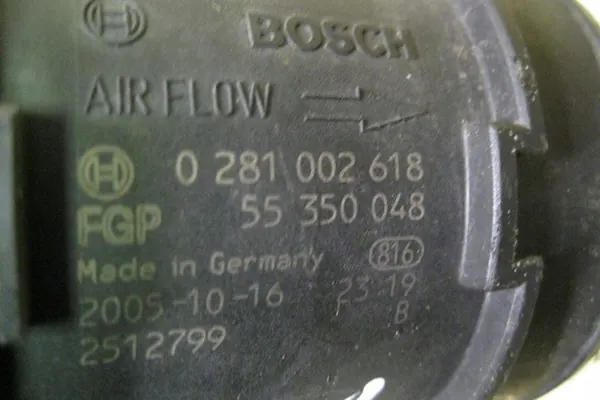 BOSCH
AIR FLOW
0 281 002 618
FGP 55 350 048
Made in Germany 816
2005-10-16 23:19
2512799 F B